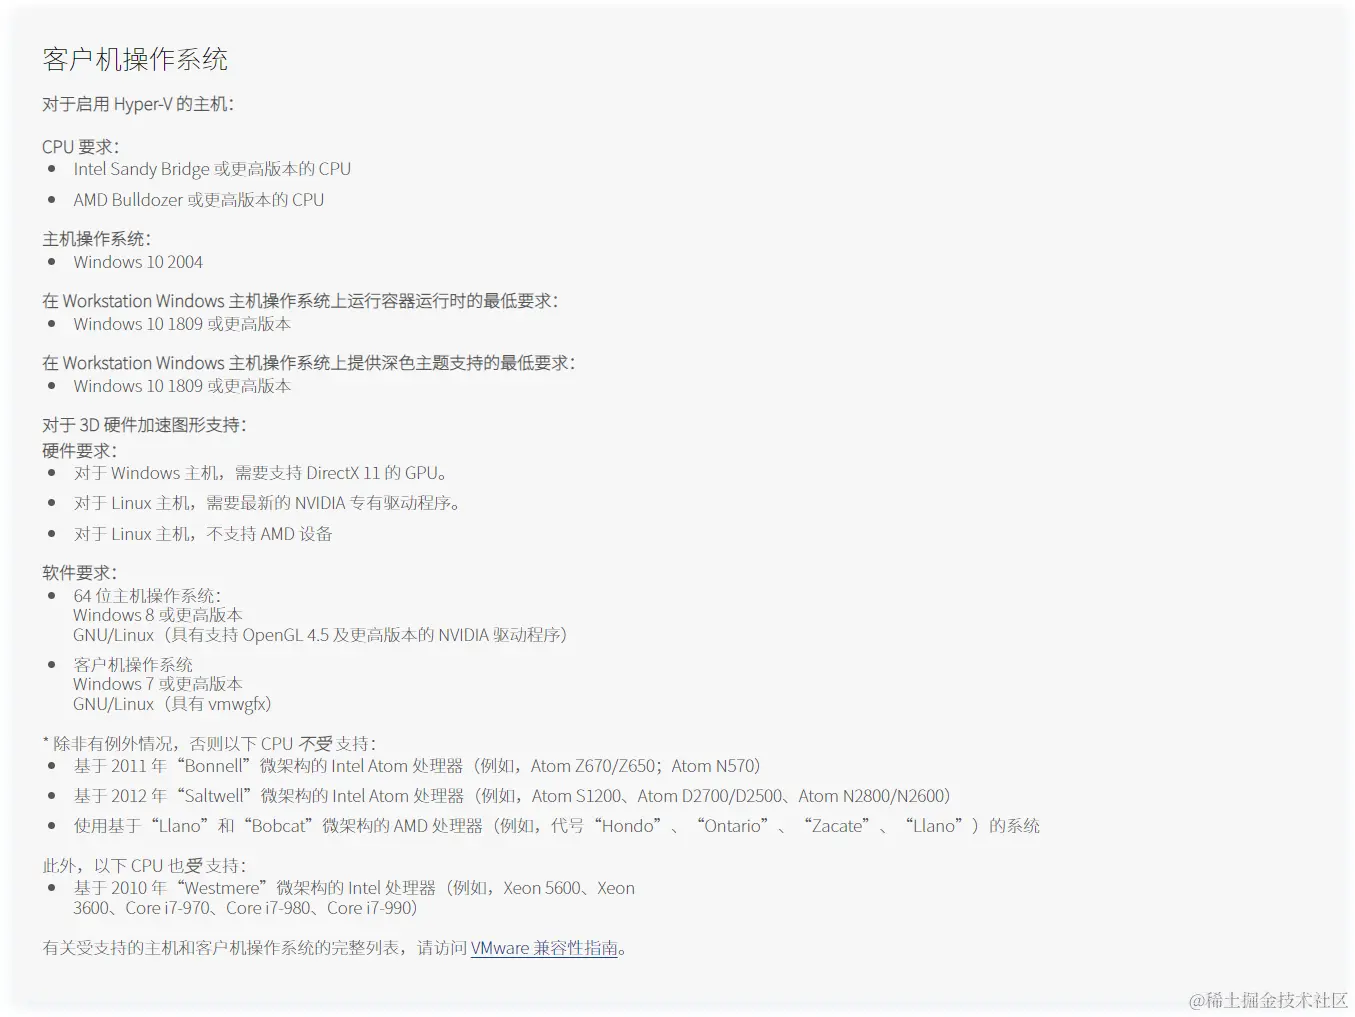 客户机操作系统
对于启用 Hyper-V 的主机：
CPU 要求：
Intel Sandy Bridge 或更高版本的 CPU
AMD Bulldozer 或更高版本的 CPU
主机操作系统：
Windows 10 2004
在 Workstation Windows 主机操作系统上运行容器运行时的最低要求：
Windows 10 1809 或更高版本
在 Workstation Windows 主机操作系统上提供深色主题支持的最低要求：
Windows 10 1809 或更高版本
对于 3D 硬件加速图形支持：
硬件要求：
对于 Windows 主机，需要支持 DirectX 11 的 GPU。
对于 Linux 主机，需要最新的 NVIDIA 专有驱动程序。
对于 Linux 主机，不支持 AMD 设备
软件要求：
64 位主机操作系统：
Windows 8 或更高版本
GNU/Linux（具有支持 OpenGL 4.5 及更高版本的 NVIDIA 驱动程序）
客户机操作系统
Windows 7 或更高版本
GNU/Linux（具有 vmwgfx）
* 除非有例外情况，否则以下 CPU 不受 支持：
基于 2011 年“Bonnell”微架构的 Intel Atom 处理器（例如，Atom Z670/Z650；Atom N570）
基于 2012 年“Saltwell”微架构的 Intel Atom 处理器（例如，Atom S1200、Atom D2700/D2500、Atom N2800/N2600）
使用基于“Llano”和“Bobcat”微架构的 AMD 处理器（例如，代号“Hondo”、“Ontario”、“Zacate”、“Llano”）的系统
此外，以下 CPU 也受 支持：
基于 2010 年“Westmere”微架构的 Intel 处理器（例如，Xeon 5600、Xeon
3600、Core i7-970、Core i7-980、Core i7-990）
有关受支持的主机和客户机操作系统的完整列表，请访问 VMware 兼容性指南。
@稀土掘金技术社区